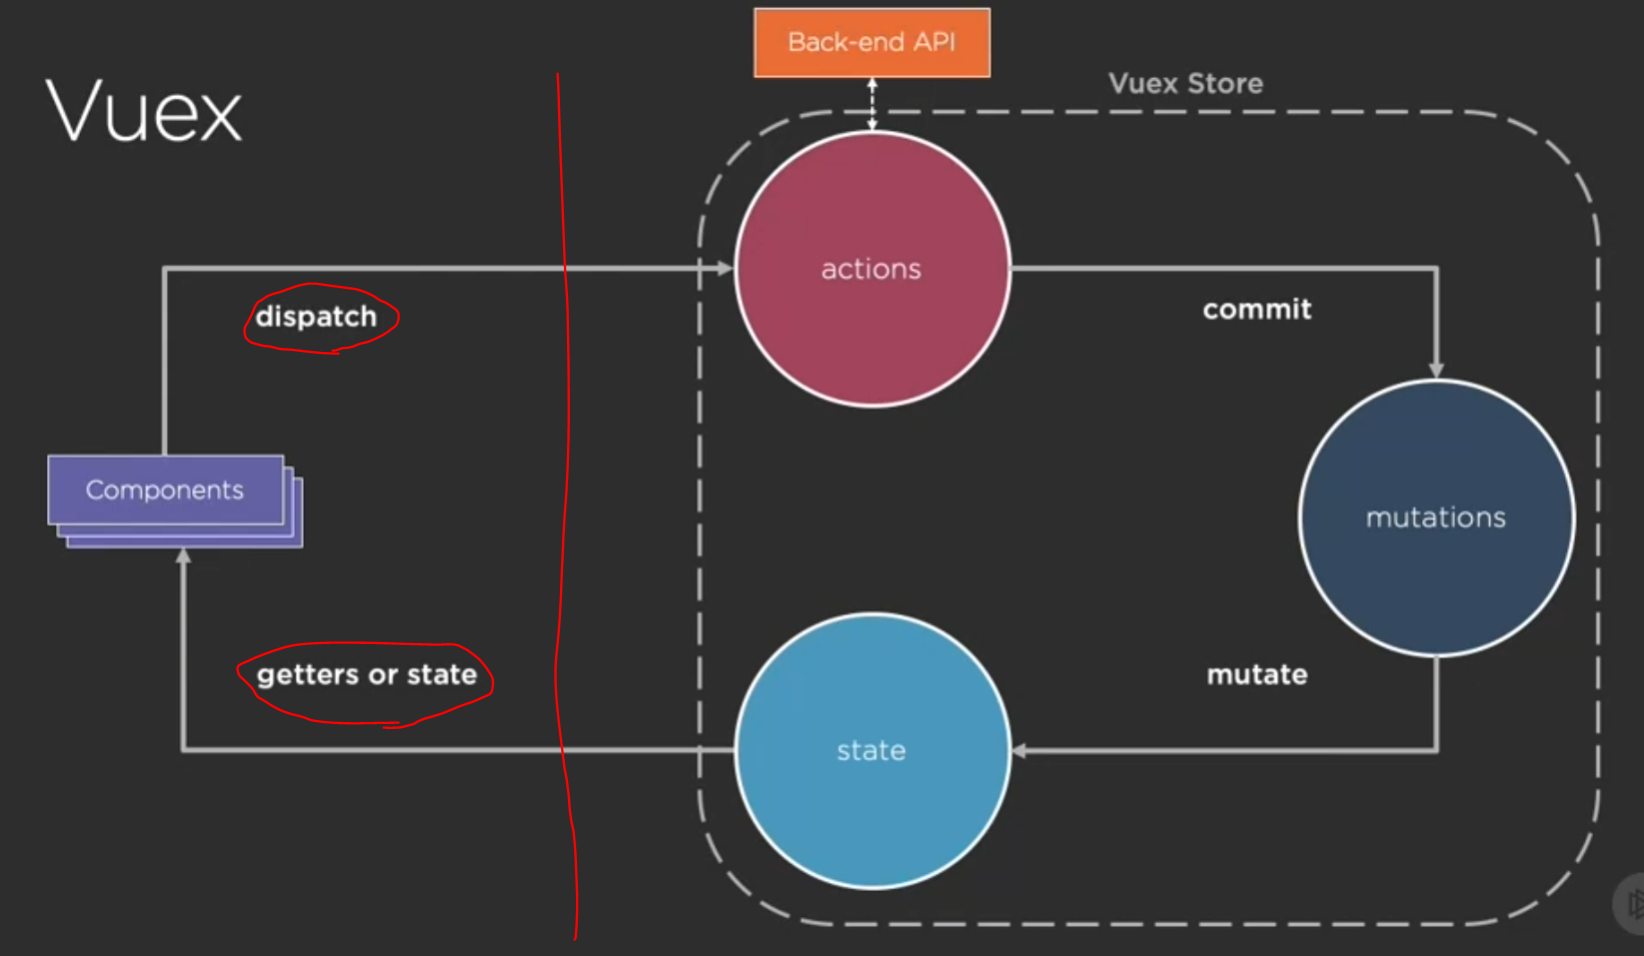 Back-end API
Vuex Store
Vuex
actions
dispatch
commit
Components
mutations
getters or state
mutate
state